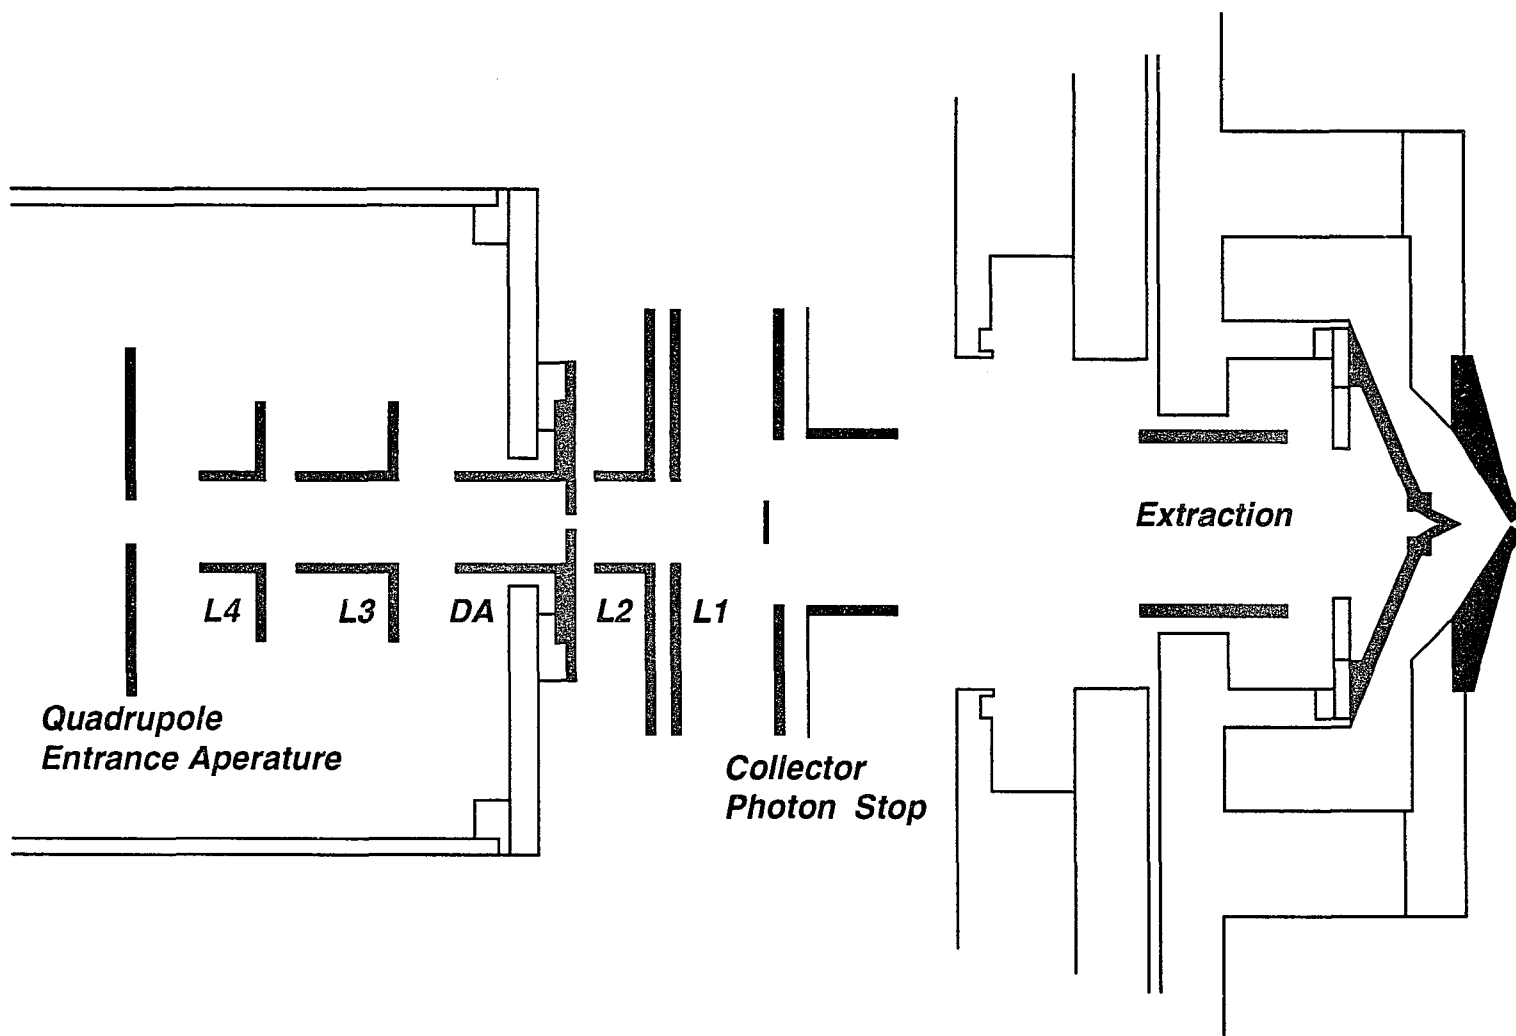 Extraction
L4
L3
DA
L2
L1
Quadrupole
Entrance Aperature
Collector
Photon Stop